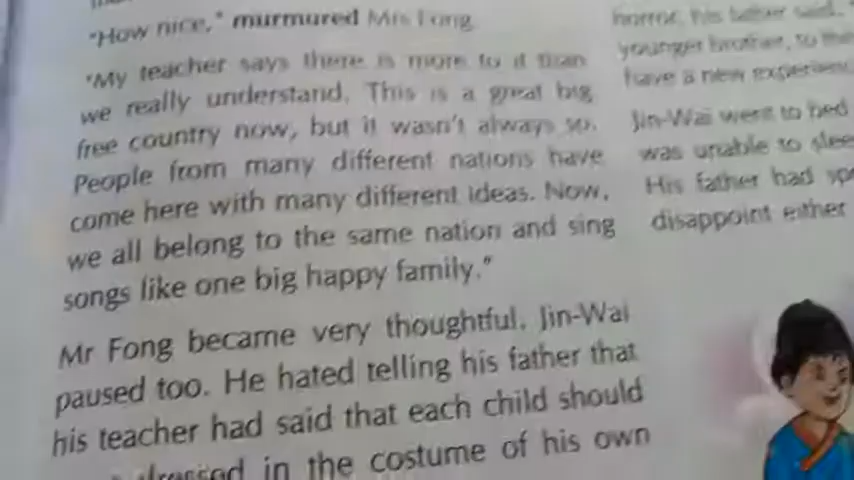 "How nice," murmured Mrs Fong.
"My teacher says there is more to it than
we really understand. This is a great big
free country now, but it wasn't always so.
People from many different nations have
come here with many different ideas. Now,
we all belong to the same nation and sing
songs like one big happy family."
Mr Fong became very thoughtful. Jin-Wai
paused too. He hated telling his father that
his teacher had said that each child should
dressed in the costume of his own
horror, his father said,
younger brother, to
have a new
Jin-Wai went to bed
was unable to
His father had
disappoint either